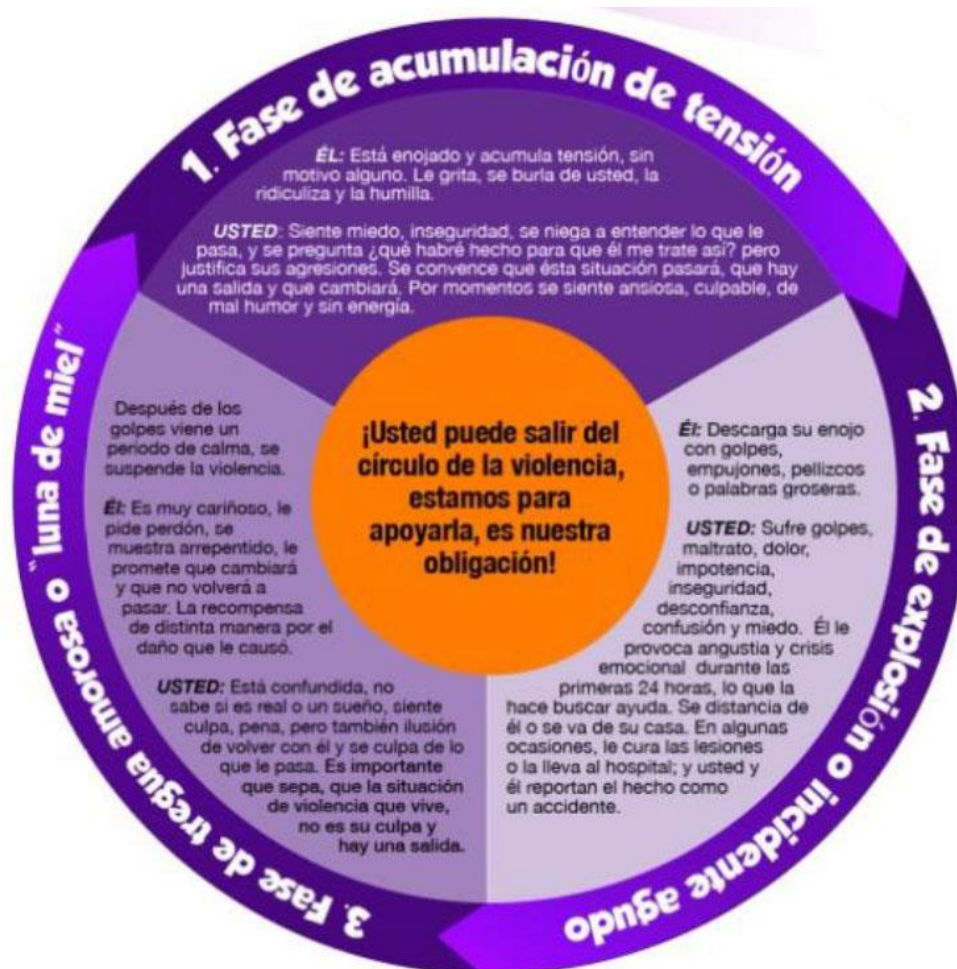 1. Fase de acumulación de tensión
ÉL: Está enojado y acumula tensión, sin
motivo alguno. Le grita, se burla de usted, la
ridiculiza y la humilla.
USTED: Siente miedo, inseguridad, se niega a entender lo que le
pasa, y se pregunta ¿qué habré hecho para que él me trate así? pero
justifica sus agresiones. Se convence que ésta situación pasará, que hay
una salida y que cambiará. Por momentos se siente ansiosa, culpable, de
mal humor y sin energía.
2. Fase de explosión o incidente agudo
Él: Descarga su enojo
con golpes,
empujones, pellizcos
o palabras groseras.
USTED: Sufre golpes,
maltrato, dolor,
impotencia,
inseguridad,
desconfianza,
confusión y miedo. Él le
provoca angustia y crisis
emocional durante las
primeras 24 horas, lo que la
hace buscar ayuda. Se distancia de
él o se va de su casa. En algunas
ocasiones, le cura las lesiones
o la lleva al hospital; y usted y
él reportan el hecho como
un accidente.
3. Fase de tregua amorosa o "luna de miel"
Después de los
golpes viene un
periodo de calma, se
suspende la violencia.
Él: Es muy cariñoso, le
pide perdón, se
muestra arrepentido, le
promete que cambiará
y que no volverá a
pasar. La recompensa
de distinta manera por el
daño que le causó.
USTED: Está confundida, no
sabe si es real o un sueño, siente
culpa, pena, pero también ilusión
de volver con él y se culpa de lo
que le pasa. Es importante
que sepa, que la situación
de violencia que vive,
no es su culpa y
hay una salida.
¡Usted puede salir del
círculo de la violencia,
estamos para
apoyarla, es nuestra
obligación!